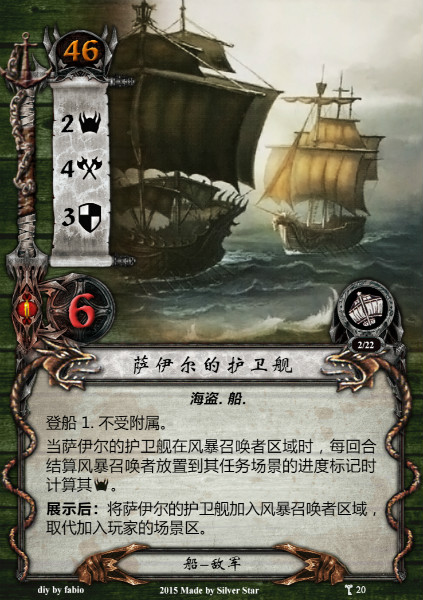 46
2
4
3
6
2/22
萨伊尔的护卫舰
海盗. 船.
登船 1. 不受附属。
当萨伊尔的护卫舰在风暴召唤者区域时，每回合
结算风暴召唤者放置到其任务场景的进度标记时
计算其。
展示后：将萨伊尔的护卫舰加入风暴召唤者区域，
取代加入玩家的场景区。
船–敌军
diy by fabio 2015 Made by Silver Star 20